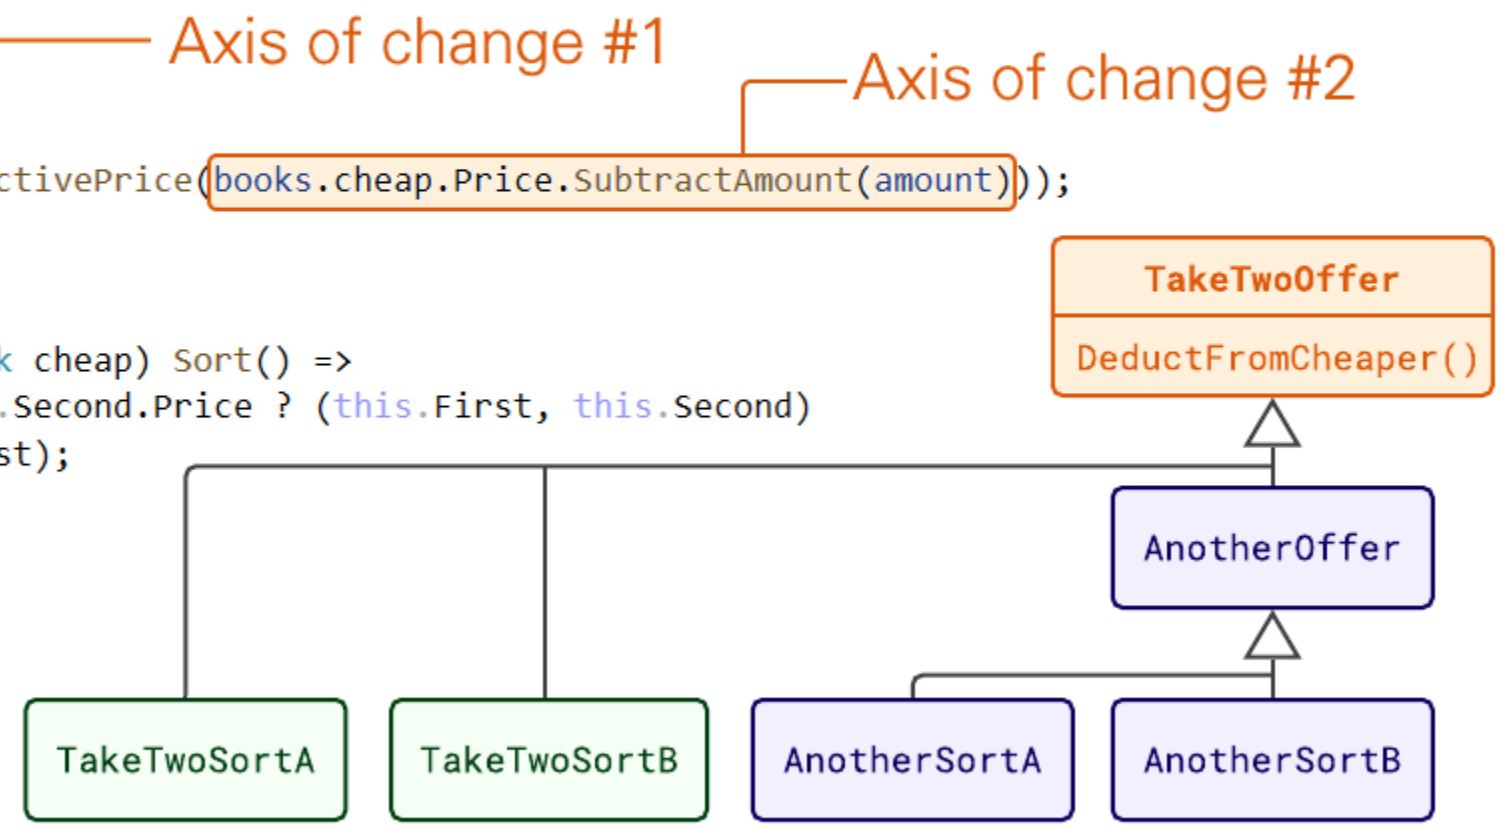 Axis of change #1
Axis of change #2
ctivePrice(books.cheap.Price.SubtractAmount(amount)));
TakeTwoOffer
DeductFromCheaper()
k cheap) Sort() =>
.Second.Price ? (this.First, this.Second)
st);
AnotherOffer
TakeTwoSortA
TakeTwoSortB
AnotherSortA
AnotherSortB